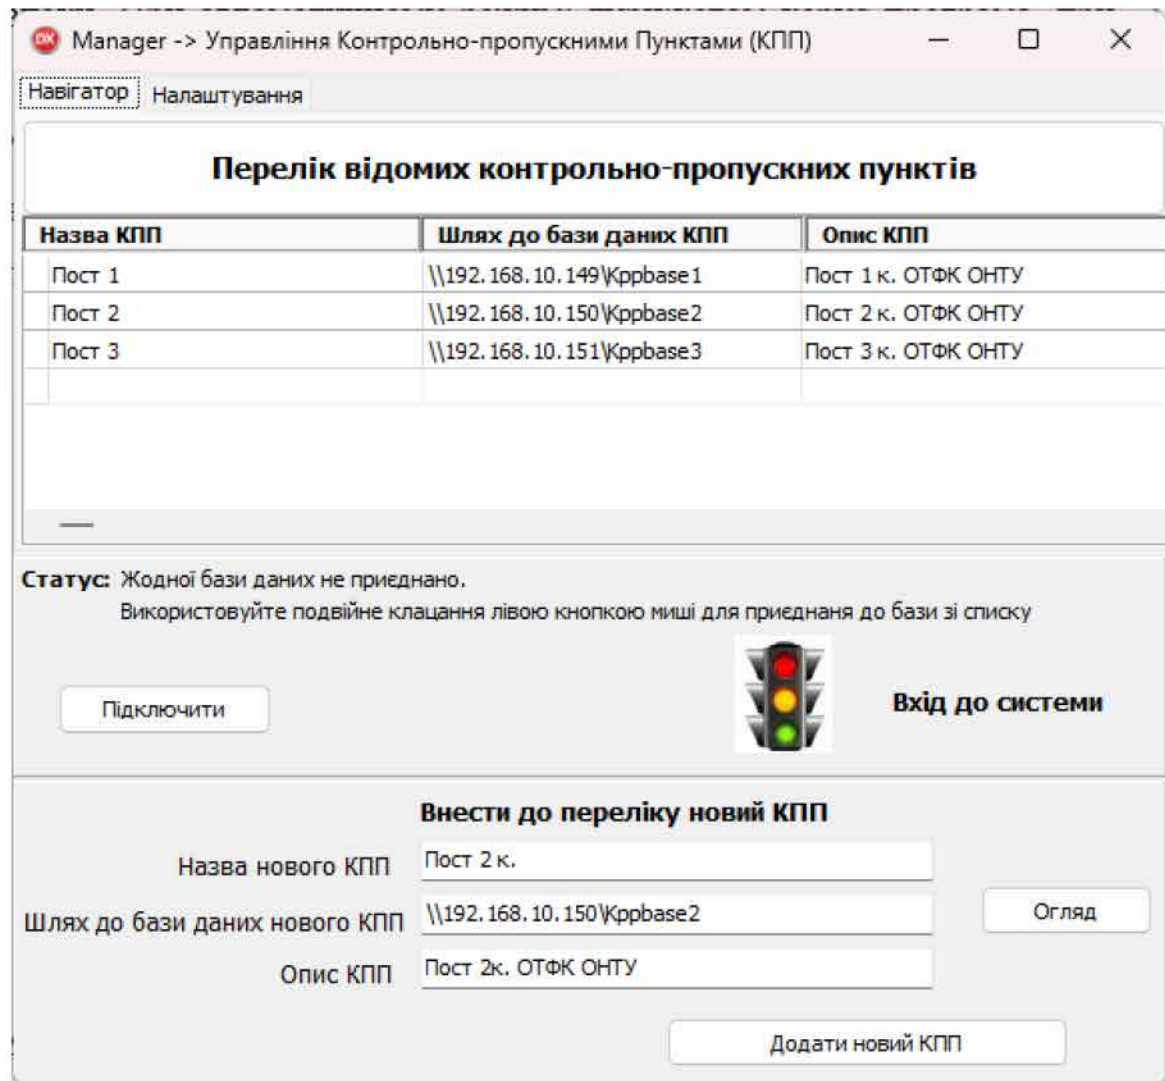 DX Manager -> Управління Контрольно-пропускними Пунктами (КПП)
Навігатор Налаштування
Перелік відомих контрольно-пропускних пунктів
Назва КПП Шлях до бази даних КПП Опис КПП
Пост 1 \\192.168.10.149\Kppbase1 Пост 1 к. ОТФК ОНТУ
Пост 2 \\192.168.10.150\Kppbase2 Пост 2 к. ОТФК ОНТУ
Пост 3 \\192.168.10.151\Kppbase3 Пост 3 к. ОТФК ОНТУ
Статус: Жодної бази даних не приєднано.
Використовуйте подвійне клацання лівою кнопкою миші для приєднаня до бази зі списку
Підключити Вхід до системи
Внести до переліку новий КПП
Назва нового КПП Пост 2 к.
Шлях до бази даних нового КПП \\192.168.10.150\Kppbase2 Огляд
Опис КПП Пост 2к. ОТФК ОНТУ
Додати новий КПП